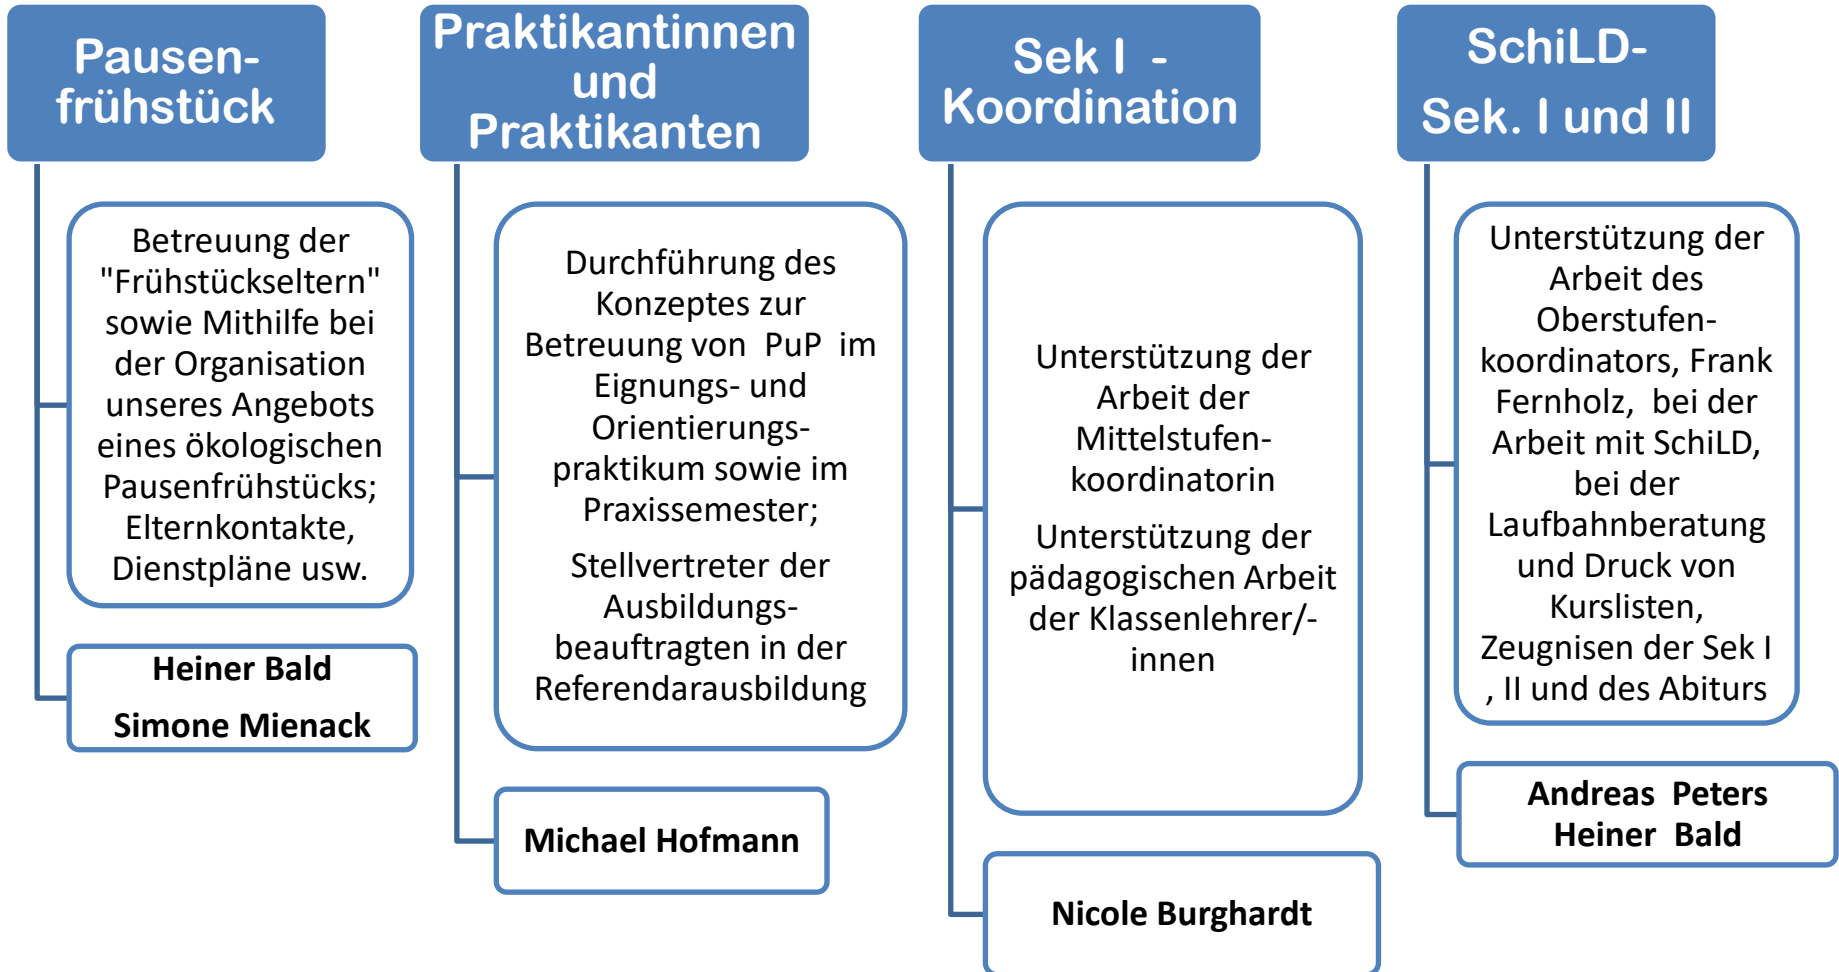 Pausen-
frühstück
Betreuung der
"Frühstückseltern"
sowie Mithilfe bei
der Organisation
unseres Angebots
eines ökologischen
Pausenfrühstücks;
Elternkontakte,
Dienstpläne usw.
Heiner Bald
Simone Mienack
Praktikantinnen
und
Praktikanten
Durchführung des
Konzeptes zur
Betreuung von PuP im
Eignungs- und
Orientierungs-
praktikum sowie im
Praxissemester;
Stellvertreter der
Ausbildungs-
beauftragten in der
Referendarausbildung
Michael Hofmann
Sek I -
Koordination
Unterstützung der
Arbeit der
Mittelstufen-
koordinatorin
Unterstützung der
pädagogischen Arbeit
der Klassenlehrer/-
innen
Nicole Burghardt
SchiLD-
Sek. I und II
Unterstützung der
Arbeit des
Oberstufen-
koordinators, Frank
Fernholz, bei der
Arbeit mit SchiLD,
bei der
Laufbahnberatung
und Druck von
Kurslisten,
Zeugnisen der Sek I
, II und des Abiturs
Andreas Peters
Heiner Bald